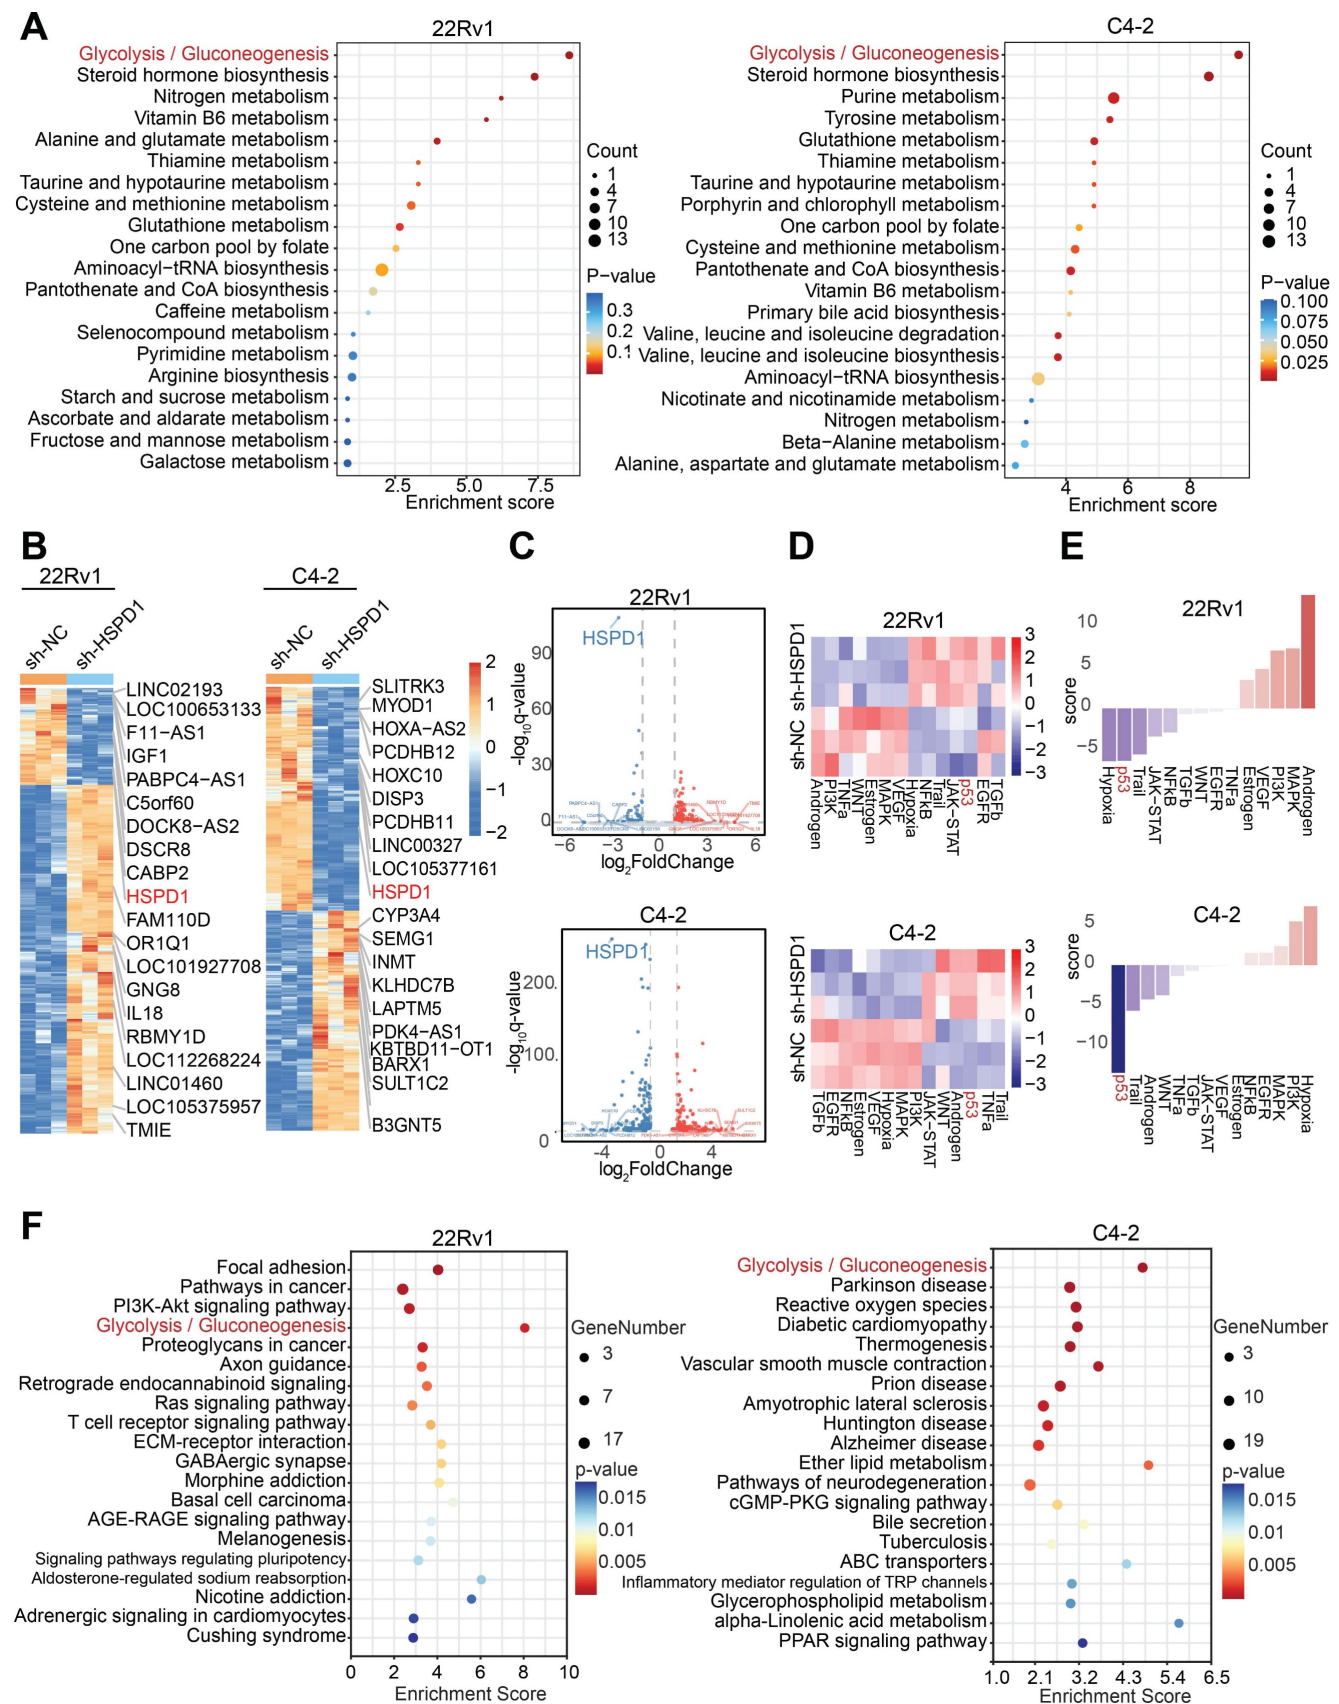 A
22Rv1
Glycolysis / Gluconeogenesis
Steroid hormone biosynthesis
Nitrogen metabolism
Vitamin B6 metabolism
Alanine and glutamate metabolism
Thiamine metabolism
Taurine and hypotaurine metabolism
Cysteine and methionine metabolism
Glutathione metabolism
One carbon pool by folate
Aminoacyl−tRNA biosynthesis
Pantothenate and CoA biosynthesis
Caffeine metabolism
Selenocompound metabolism
Pyrimidine metabolism
Arginine biosynthesis
Starch and sucrose metabolism
Ascorbate and aldarate metabolism
Fructose and mannose metabolism
Galactose metabolism
2.5 5.0 7.5
Enrichment score
Count
1
4
7
10
13
P−value
0.3
0.2
0.1
C4-2
Glycolysis / Gluconeogenesis
Steroid hormone biosynthesis
Purine metabolism
Tyrosine metabolism
Glutathione metabolism
Thiamine metabolism
Taurine and hypotaurine metabolism
Porphyrin and chlorophyll metabolism
One carbon pool by folate
Cysteine and methionine metabolism
Pantothenate and CoA biosynthesis
Vitamin B6 metabolism
Primary bile acid biosynthesis
Valine, leucine and isoleucine degradation
Valine, leucine and isoleucine biosynthesis
Aminoacyl−tRNA biosynthesis
Nicotinate and nicotinamide metabolism
Nitrogen metabolism
Beta−Alanine metabolism
Alanine, aspartate and glutamate metabolism
4 6 8
Enrichment score
Count
1
4
7
10
13
P−value
0.100
0.075
0.050
0.025
B
22Rv1
sh-NC
sh-HSPD1
LINC02193
LOC100653133
F11−AS1
IGF1
PABPC4−AS1
C5orf60
DOCK8−AS2
DSCR8
CABP2
HSPD1
FAM110D
OR1Q1
LOC101927708
GNG8
IL18
RBMY1D
LOC112268224
LINC01460
LOC105375957
TMIE
C4-2
sh-NC
sh-HSPD1
SLITRK3
MYOD1
HOXA−AS2
PCDHB12
HOXC10
DISP3
PCDHB11
LINC00327
LOC105377161
HSPD1
CYP3A4
SEMG1
INMT
KLHDC7B
LAPTM5
PDK4−AS1
KBTBD11−OT1
BARX1
SULT1C2
B3GNT5
2
1
0
−1
−2
C
22Rv1
HSPD1
-log10q-value
90
60
30
0
−6 −3 0 3 6
log2FoldChange
C4-2
HSPD1
-log10q-value
200
100
0
-4 0 4
log2FoldChange
D
22Rv1
sh-HSPD1
sh-NC
Androgen
PI3K
TNFa
WNT
Estrogen
MAPK
VEGF
Hypoxia
NFkB
Trail
JAK−STAT
p53
EGFR
TGFb
3
2
1
0
−1
−2
−3
C4-2
sh-HSPD1
sh-NC
TGFb
EGFR
NFkB
Estrogen
VEGF
Hypoxia
MAPK
PI3K
JAK−STAT
WNT
Androgen
p53
TNFa
Trail
3
2
1
0
−1
−2
−3
E
22Rv1
score
10
5
0
−5
Hypoxia
p53
Trail
JAK−STAT
NFkB
TGFb
WNT
EGFR
TNFa
Estrogen
VEGF
PI3K
MAPK
Androgen
C4-2
score
5
0
−5
−10
p53
Trail
Androgen
WNT
TNFa
TGFb
JAK−STAT
VEGF
Estrogen
NFkB
EGFR
MAPK
PI3K
Hypoxia
F
22Rv1
Focal adhesion
Pathways in cancer
PI3K-Akt signaling pathway
Glycolysis / Gluconeogenesis
Proteoglycans in cancer
Axon guidance
Retrograde endocannabinoid signaling
Ras signaling pathway
T cell receptor signaling pathway
ECM-receptor interaction
GABAergic synapse
Morphine addiction
Basal cell carcinoma
AGE-RAGE signaling pathway
Melanogenesis
Signaling pathways regulating pluripotency
Aldosterone-regulated sodium reabsorption
Nicotine addiction
Adrenergic signaling in cardiomyocytes
Cushing syndrome
0 2 4 6 8 10
Enrichment Score
GeneNumber
3
7
17
p-value
0.015
0.01
0.005
C4-2
Glycolysis / Gluconeogenesis
Parkinson disease
Reactive oxygen species
Diabetic cardiomyopathy
Thermogenesis
Vascular smooth muscle contraction
Prion disease
Amyotrophic lateral sclerosis
Huntington disease
Alzheimer disease
Ether lipid metabolism
Pathways of neurodegeneration
cGMP-PKG signaling pathway
Bile secretion
Tuberculosis
ABC transporters
Inflammatory mediator regulation of TRP channels
Glycerophospholipid metabolism
alpha-Linolenic acid metabolism
PPAR signaling pathway
1.0 2.1 3.2 4.3 5.4 6.5
Enrichment Score
GeneNumber
3
10
19
p-value
0.015
0.01
0.005